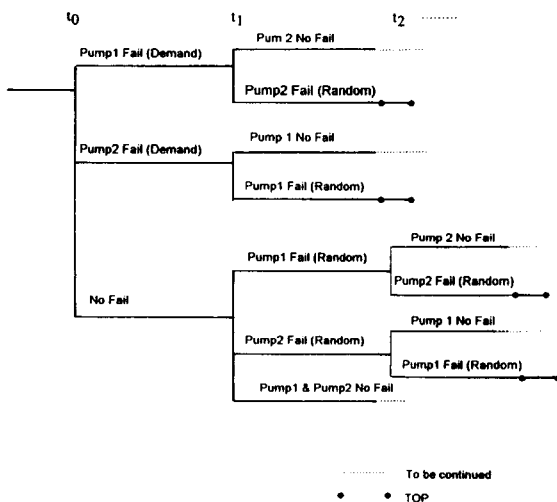 t0 t1 t2
Pum 2 No Fail
Pump1 Fail (Demand)
Pump2 Fail (Random)
Pump 1 No Fail
Pump2 Fail (Demand)
Pump1 Fail (Random)
Pump 2 No Fail
Pump1 Fail (Random)
Pump2 Fail (Random)
No Fail
Pump 1 No Fail
Pump2 Fail (Random)
Pump1 Fail (Random)
Pump1 & Pump2 No Fail
To be continued
TOP